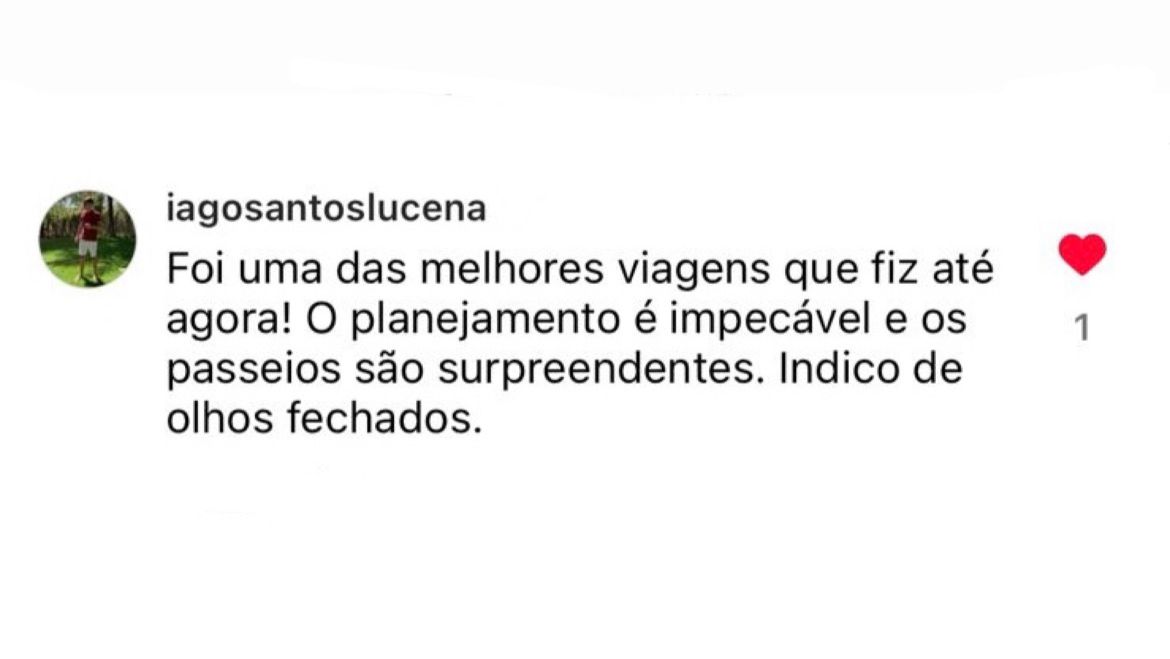 iagosantoslucena
Foi uma das melhores viagens que fiz até
agora! O planejamento é impecável e os
passeios são surpreendentes. Indico de
olhos fechados.
1